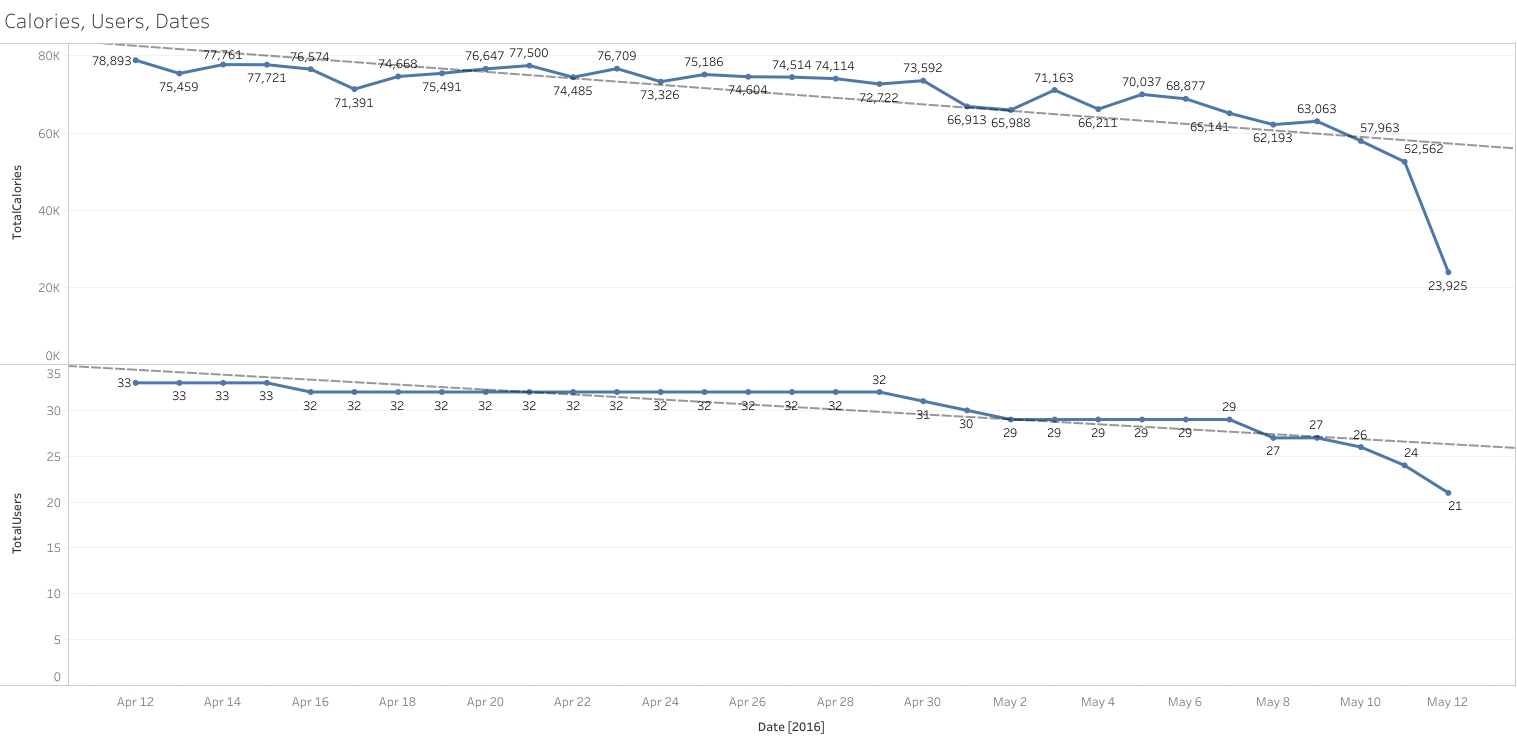 Calories, Users, Dates
80K
60K
40K
20K
0K
TotalCalories
78,893
75,459
77,761
77,721
76,574
71,391
74,668
75,491
76,647
77,500
74,485
76,709
73,326
75,186
74,604
74,514
74,114
72,722
73,592
66,913
65,988
71,163
66,211
70,037
68,877
65,141
62,193
63,063
57,963
52,562
23,925
35
30
25
20
15
10
5
0
TotalUsers
33
33
33
33
32
32
32
32
32
32
32
32
32
32
32
32
32
32
31
30
29
29
29
29
29
29
27
27
26
24
21
Apr 12
Apr 14
Apr 16
Apr 18
Apr 20
Apr 22
Apr 24
Apr 26
Apr 28
Apr 30
May 2
May 4
May 6
May 8
May 10
May 12
Date [2016]